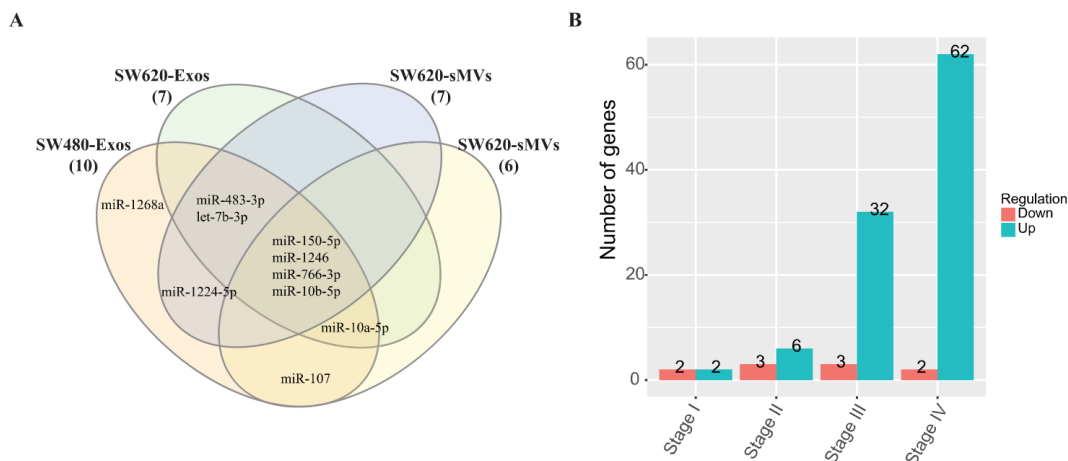 A
SW620-Exos
(7)
SW620-sMVs
(7)
SW480-Exos
(10)
SW620-sMVs
(6)
miR-1268a
miR-483-3p
let-7b-3p
miR-150-5p
miR-1246
miR-766-3p
miR-10b-5p
miR-1224-5p
miR-10a-5p
miR-107
B
Number of genes
60
40
20
0
2
2
3
6
3
32
2
62
Stage I
Stage II
Stage III
Stage IV
Regulation
Down
Up